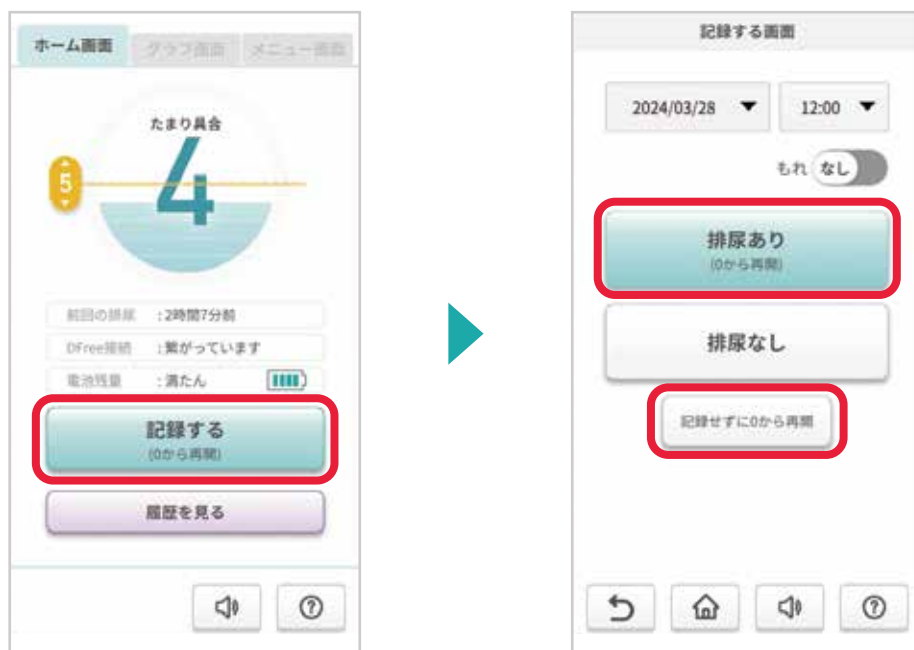 ホーム画面
グラフ画面
メニュー画面
たまり具合
5
4
前回の排尿 :2時間7分前
DFree接続 :繋がっています
電池残量 :満たん
記録する
(0から再開)
履歴を見る
?
記録する画面
2024/03/28 ▼ 12:00 ▼
もれ なし
排尿あり
(0から再開)
排尿なし
記録せずに0から再開
?